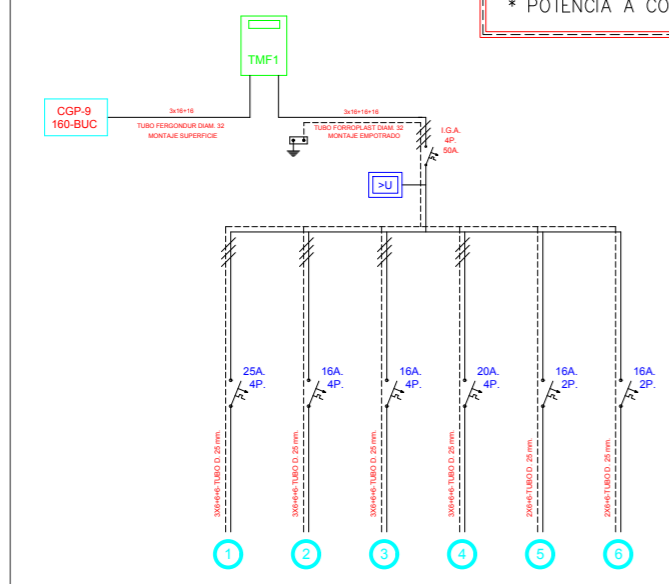 * POTENCIA A CO
TMF1
CGP-9
160-BUC
3x16+16
TUBO FERGONDUR DIAM. 32
MONTAJE SUPERFICIE
3x16+16+16
TUBO FORROPLAST DIAM. 32
MONTAJE EMPOTRADO
I.G.A.
4P.
50A.
>U
25A.
4P.
16A.
4P.
16A.
4P.
20A.
4P.
16A.
2P.
16A.
2P.
3X6+6+6-TUBO D. 25 mm.
3X6+6+6-TUBO D. 25 mm.
3X6+6+6-TUBO D. 25 mm.
3X6+6+6-TUBO D. 25 mm.
2X6+6-TUBO D. 25 mm.
2X6+6-TUBO D. 25 mm.
1
2
3
4
5
6